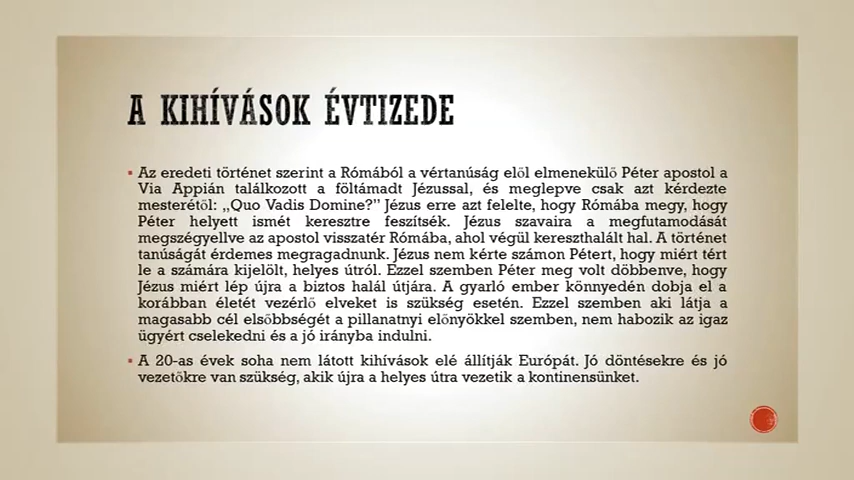 A KIHÍVÁSOK ÉVTIZEDE
Az eredeti történet szerint a Rómából a vértanúság elől elmenekülő Péter apostol a
Via Appián találkozott a föltámadt Jézussal, és meglepve csak azt kérdezte
mesterétől: „Quo Vadis Domine?” Jézus erre azt felelte, hogy Rómába megy, hogy
Péter helyett ismét keresztre feszítsék. Jézus szavaira a megfutamodását
megszégyellve az apostol visszatér Rómába, ahol végül kereszthalált hal. A történet
tanúságát érdemes megragadnunk. Jézus nem kérte számon Pétert, hogy miért tért
le a számára kijelölt, helyes útról. Ezzel szemben Péter meg volt döbbenve, hogy
Jézus miért lép újra a biztos halál útjára. A gyarló ember könnyedén dobja el a
korábban életét vezérlő elveket is szükség esetén. Ezzel szemben aki látja a
magasabb cél elsőbbségét a pillanatnyi előnyökkel szemben, nem habozik az igaz
ügyért cselekedni és a jó irányba indulni.
A 20-as évek soha nem látott kihívások elé állítják Európát. Jó döntésekre és jó
vezetőkre van szükség, akik újra a helyes útra vezetik a kontinensünket.